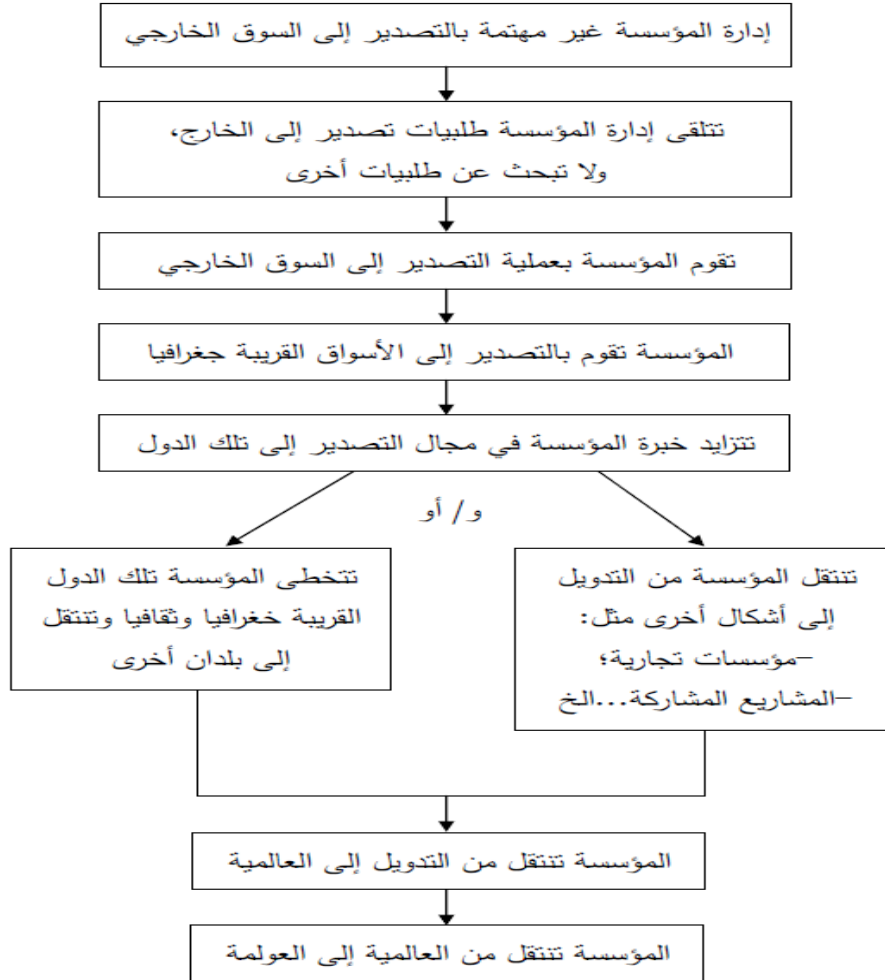 إدارة المؤسسة غير مهتمة بالتصدير إلى السوق الخارجي
تتلقى إدارة المؤسسة طلبيات تصدير إلى الخارج،
ولا تبحث عن طلبيات أخرى
تقوم المؤسسة بعملية التصدير إلى السوق الخارجي
المؤسسة تقوم بالتصدير إلى الأسواق القريبة جغرافيا
تتزايد خبرة المؤسسة في مجال التصدير إلى تلك الدول
و/ أو
تنتقل المؤسسة من التدويل
إلى أشكال أخرى مثل:
–مؤسسات تجارية؛
–المشاريع المشاركة...الخ
تتخطى المؤسسة تلك الدول
القريبة خغرافيا وثقافيا وتنتقل
إلى بلدان أخرى
المؤسسة تنتقل من التدويل إلى العالمية
المؤسسة تنتقل من العالمية إلى العولمة